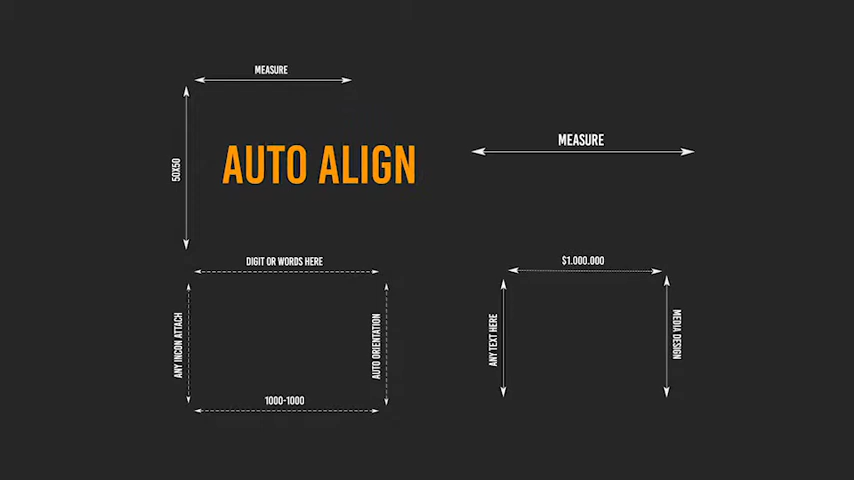 MEASURE
50X50
AUTO ALIGN
MEASURE
DIGIT OR WORDS HERE
ANY INCON ATTACH
AUTO ORIENTATION
1000-1000
$1.000.000
ANY TEXT HERE
MEDIA DESIGN